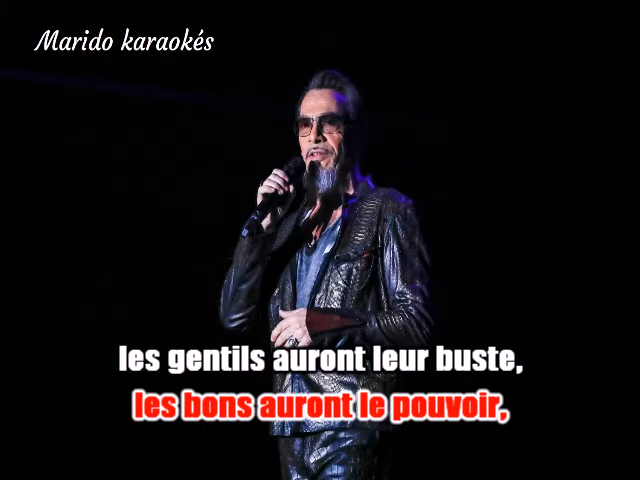 Marido karaokés
les gentils auront leur buste,
les bons auront le pouvoir,